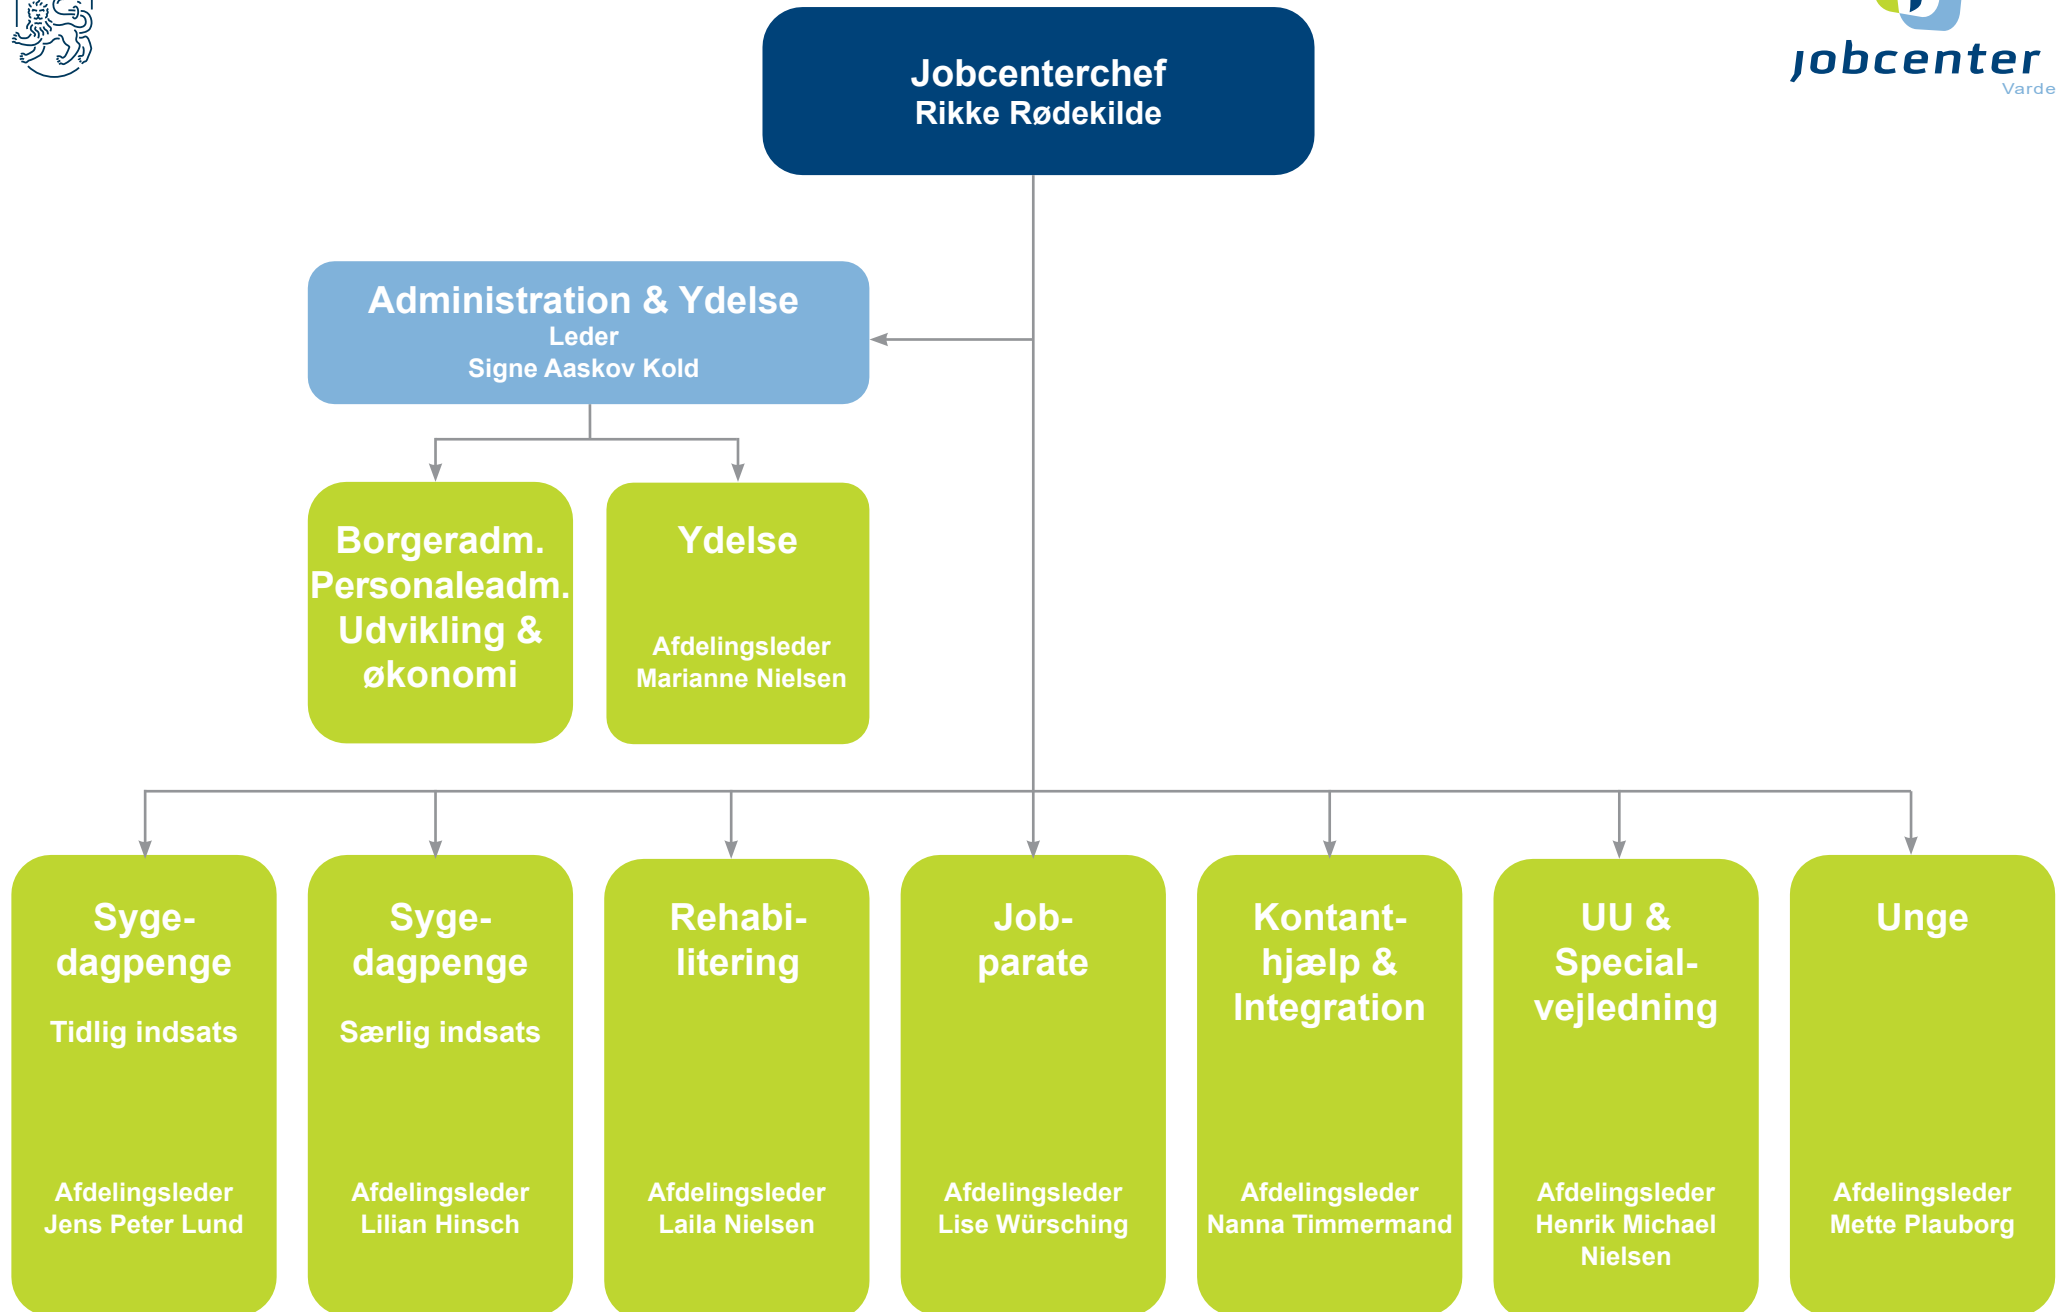 jobcenter
Varde
Jobcenterchef
Rikke Rødekilde
Administration & Ydelse
Leder
Signe Aaskov Kold
Borgeradm.
Personaleadm.
Udvikling &
økonomi
Ydelse
Afdelingsleder
Marianne Nielsen
Syge-
dagpenge
Tidlig indsats
Afdelingsleder
Jens Peter Lund
Syge-
dagpenge
Særlig indsats
Afdelingsleder
Lilian Hinsch
Rehabi-
litering
Afdelingsleder
Laila Nielsen
Job-
parate
Afdelingsleder
Lise Würsching
Kontant-
hjælp &
Integration
Afdelingsleder
Nanna Timmermand
UU &
Special-
vejledning
Afdelingsleder
Henrik Michael
Nielsen
Unge
Afdelingsleder
Mette Plauborg